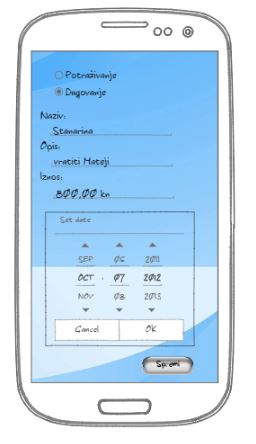 Potraživanje
Dugovanje
Naziv:
Stanarina
Opis:
vratiti Mateji
Iznos:
800,00 kn
Set date
SEP 06 2011
OCT 07 2012
NOV 08 2013
Cancel OK
Spremi